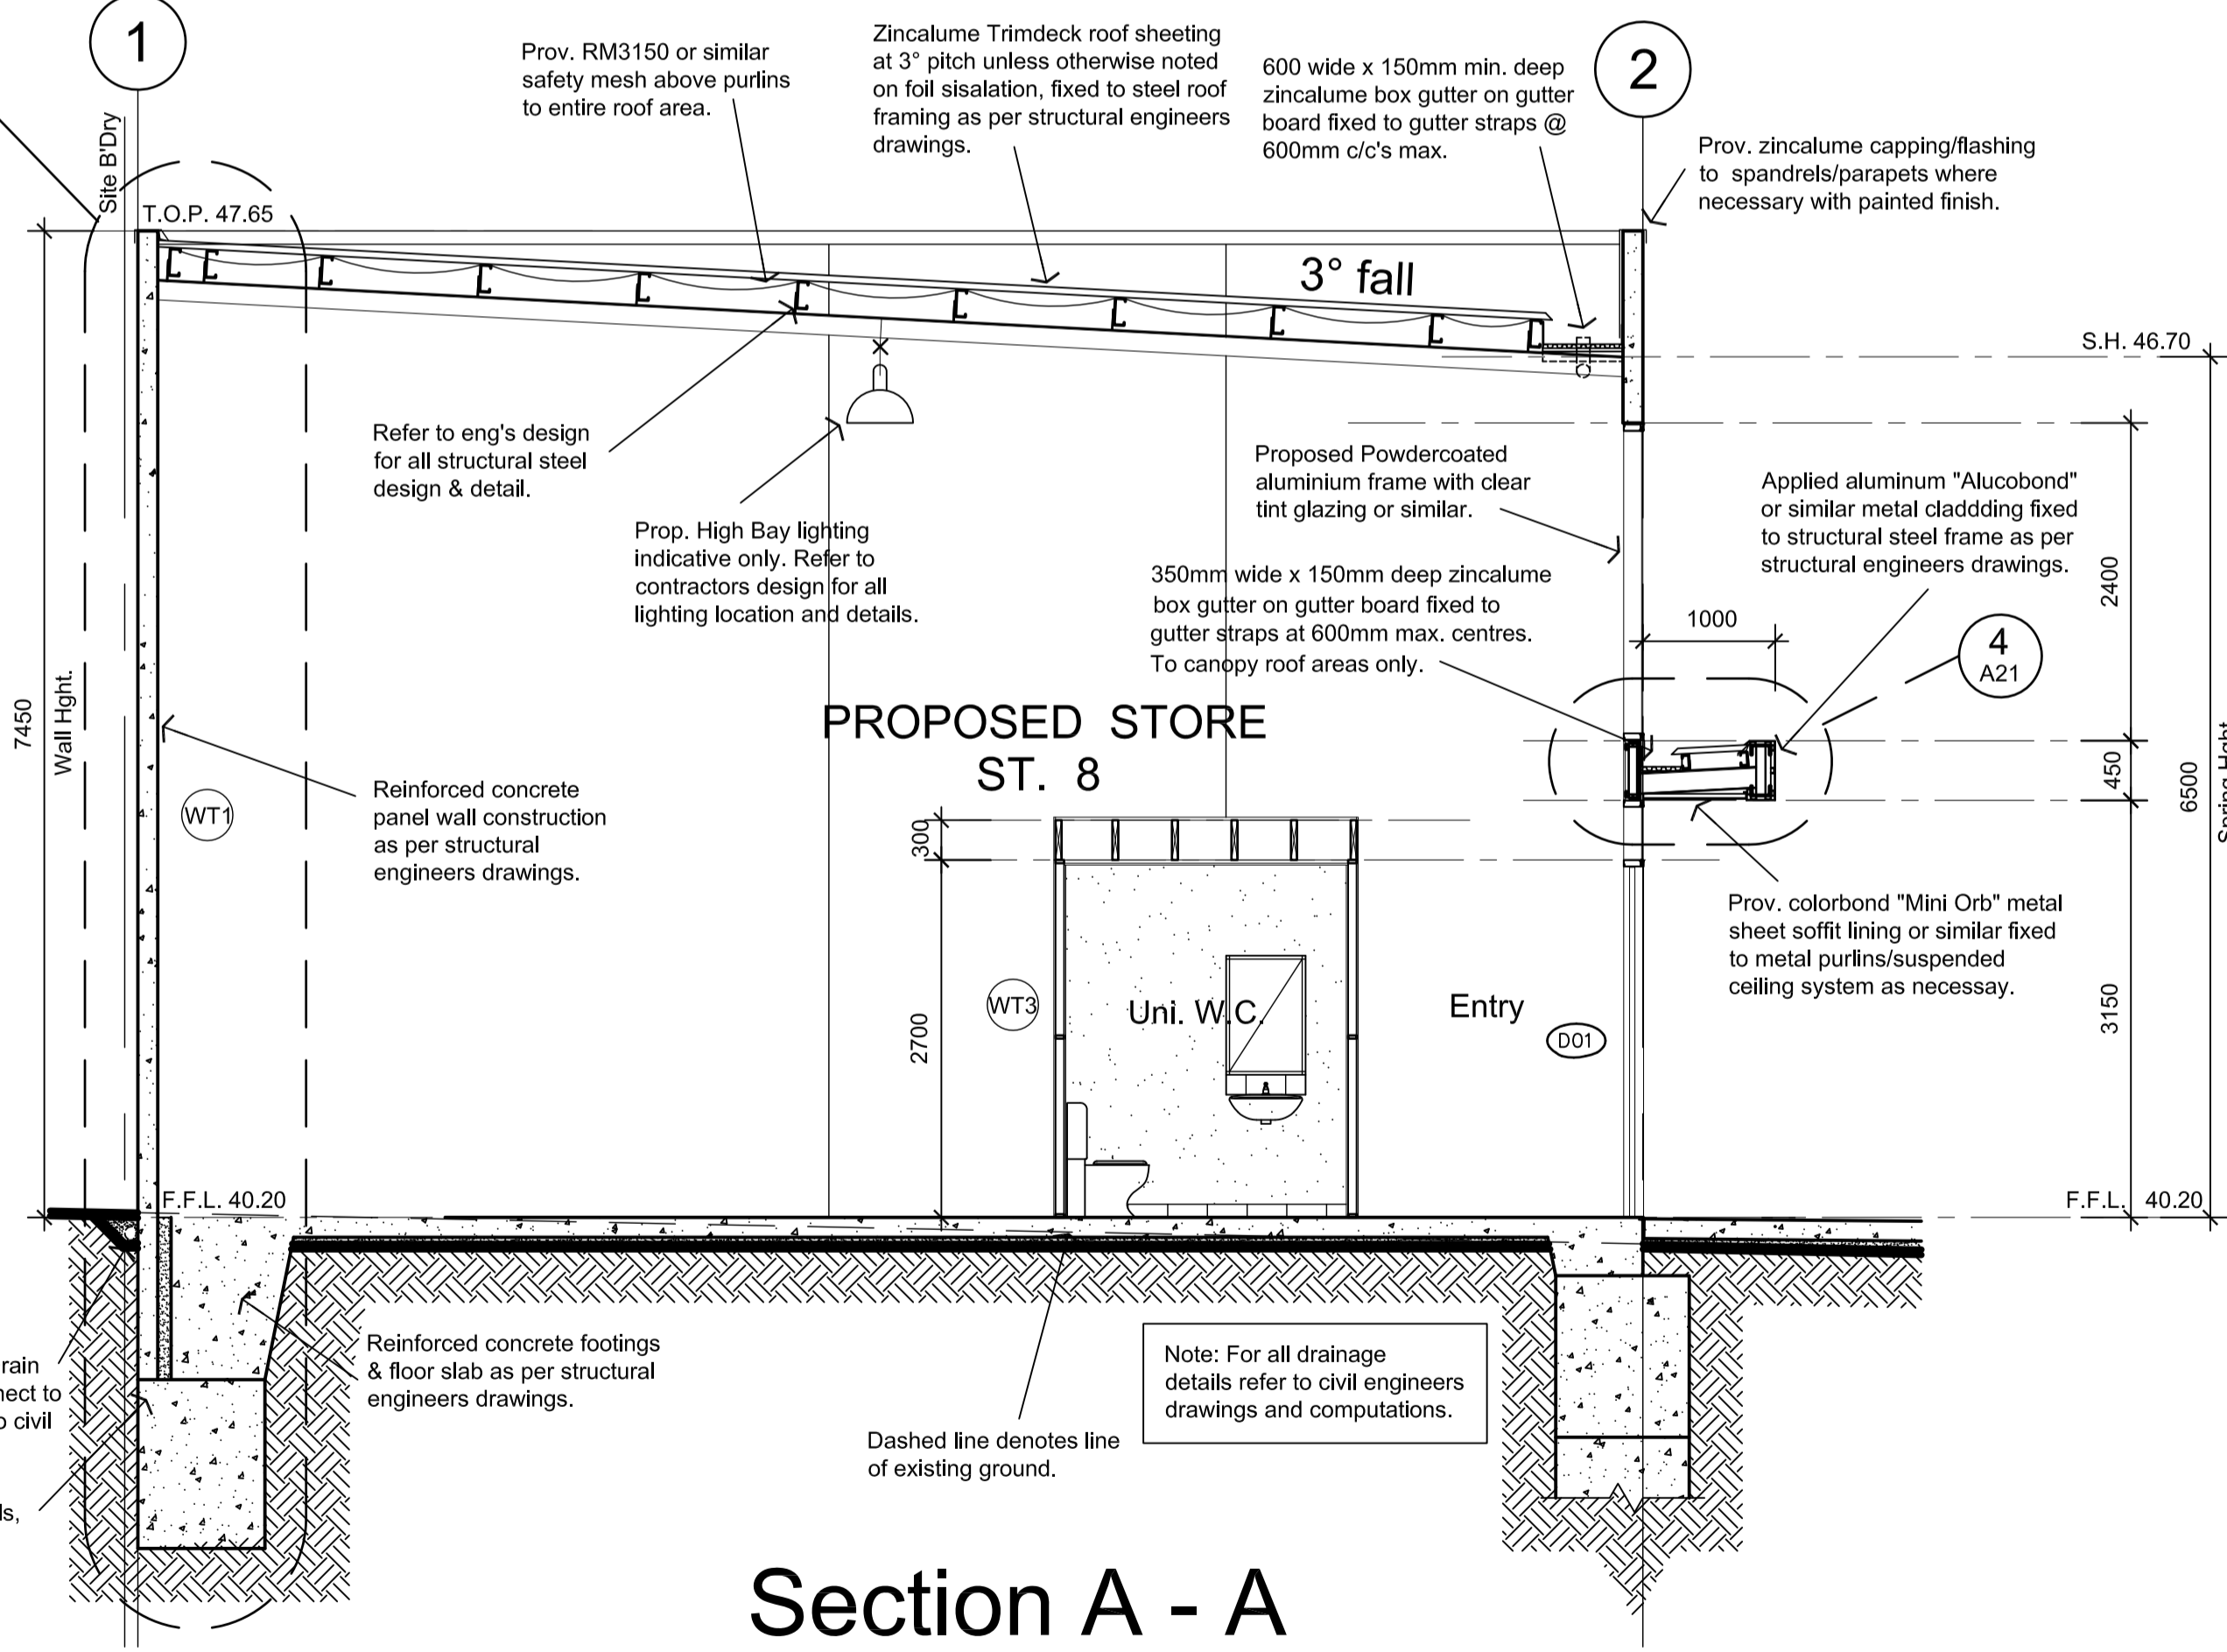 1
2
Site B'Dry
Prov. RM3150 or similar
safety mesh above purlins
to entire roof area.
Zincalume Trimdeck roof sheeting
at 3° pitch unless otherwise noted
on foil sisalation, fixed to steel roof
framing as per structural engineers
drawings.
600 wide x 150mm min. deep
zincalume box gutter on gutter
board fixed to gutter straps @
600mm c/c's max.
Prov. zincalume capping/flashing
to spandrels/parapets where
necessary with painted finish.
T.O.P. 47.65
3° fall
S.H. 46.70
Refer to eng's design
for all structural steel
design & detail.
Prop. High Bay lighting
indicative only. Refer to
contractors design for all
lighting location and details.
Proposed Powdercoated
aluminium frame with clear
tint glazing or similar.
Applied aluminum "Alucobond"
or similar metal claddding fixed
to structural steel frame as per
structural engineers drawings.
350mm wide x 150mm deep zincalume
box gutter on gutter board fixed to
gutter straps at 600mm max. centres.
To canopy roof areas only.
1000
4
A21
2400
450
3150
6500
Spring Hght.
7450
Wall Hght.
PROPOSED STORE
ST. 8
WT1
Reinforced concrete
panel wall construction
as per structural
engineers drawings.
300
2700
WT3
Uni. W.C.
Entry
D01
Prov. colorbond "Mini Orb" metal
sheet soffit lining or similar fixed
to metal purlins/suspended
ceiling system as necessay.
F.F.L. 40.20
F.F.L. 40.20
rain
nect to
o civil
ls,
Reinforced concrete footings
& floor slab as per structural
engineers drawings.
Dashed line denotes line
of existing ground.
Note: For all drainage
details refer to civil engineers
drawings and computations.
Section A - A